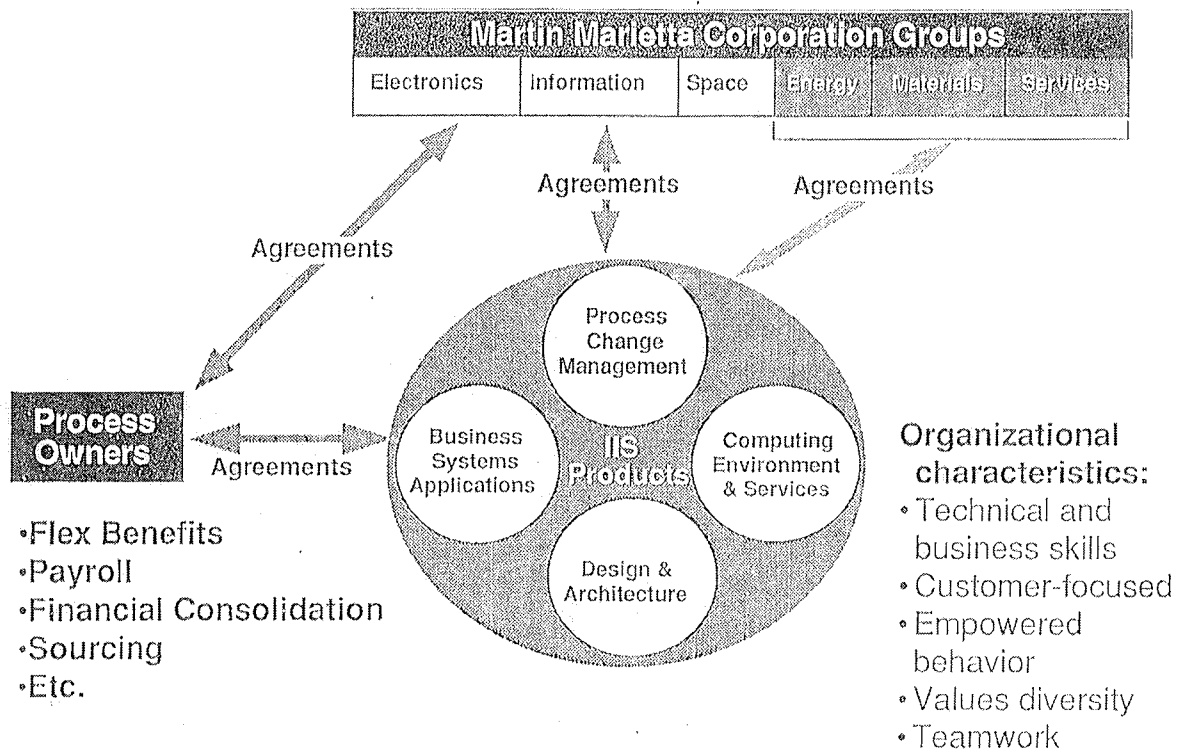 Martin Marietta Corporation Groups
Electronics Information Space Energy Materials Services
Agreements
Agreements
Agreements
Process
Owners
Agreements
•Flex Benefits
•Payroll
•Financial Consolidation
•Sourcing
•Etc.
Process
Change
Management
Business
Systems
Applications
IIS
Products
Computing
Environment
& Services
Design &
Architecture
Organizational
characteristics:
•Technical and
business skills
•Customer-focused
•Empowered
behavior
•Values diversity
•Teamwork